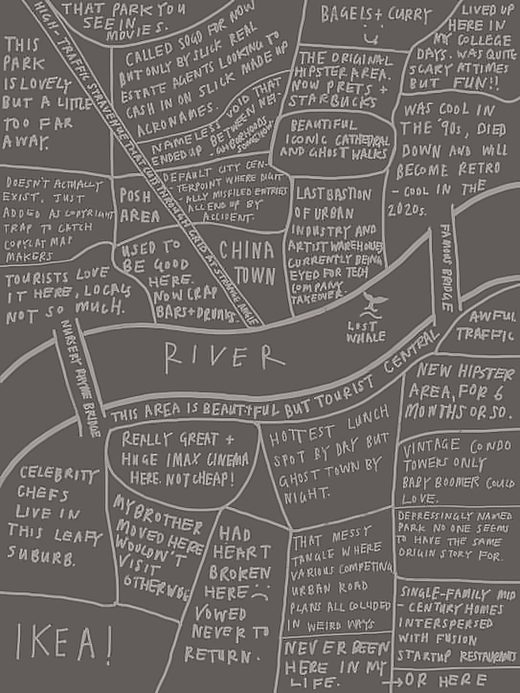 THAT PARK YOU
SEE IN
MOVIES.
HIGH-TRAFFIC STRAVENUE THAT CUTS THROUGH CITY GRIDS AT STRANGE ANGLE
THIS
PARK
IS LOVELY
BUT A LITTLE
TOO FAR
AWAY.
CALLED SOGO FOR NOW
BUT ONLY BY SLICK REAL
ESTATE AGENTS LOOKING TO
CASH IN ON SLICK MADE UP
ACRONAMES.
NAMELESS VOID THAT
ENDED UP BETWEEN NEI-
GHBORHOODS
SOMEHOW.
BAGELS + CURRY
THE ORIGINAL
HIPSTER AREA.
NOW PRETS +
STARBUCKS
BEAUTIFUL
ICONIC CATHEDRAL
AND GHOST WALKS
LIVED UP
HERE IN
MY COLLEGE
DAYS. WAS QUITE
SCARY AT TIMES
BUT FUN!!
WAS COOL IN
THE '90s, DIED
DOWN AND WILL
BECOME RETRO
- COOL IN THE
2020s.
DOESN'T ACTUALLY
EXIST. JUST
ADDED AS COPYRIGHT
TRAP TO CATCH
COPYCAT MAP
MAKERS
POSH
AREA
DEFAULT CITY CEN-
TERPOINT WHERE DIGIT
-ALLY MISFILED ENTRIES
ALL END UP BY
ACCIDENT.
LAST BASTION
OF URBAN
INDUSTRY AND
ARTIST WAREHOUSES
CURRENTLY BEING
EYED FOR TECH
COMPANY
TAKEOVER.
TOURISTS LOVE
IT HERE, LOCALS
NOT SO MUCH.
USED TO
BE GOOD
HERE.
NOW CRAP
BARS + DRUNKS.
CHINA
TOWN
FAMOUS BRIDGE
LOST
WHALE
AWFUL
TRAFFIC
NURSERY RHYME BRIDGE
RIVER
THIS AREA IS BEAUTIFUL BUT TOURIST CENTRAL
NEW HIPSTER
AREA, FOR 6
MONTHS OR SO.
REALLY GREAT +
HUGE IMAX CINEMA
HERE. NOT CHEAP!
HOTTEST LUNCH
SPOT BY DAY BUT
GHOST TOWN BY
NIGHT.
VINTAGE CONDO
TOWERS ONLY
BABY BOOMER COULD
LOVE.
CELEBRITY
CHEFS
LIVE IN
THIS LEAFY
SUBURB.
MY BROTHER
MOVED HERE
WOULDN'T
VISIT
OTHERWISE
HAD
HEART
BROKEN
HERE
VOWED
NEVER TO
RETURN.
THAT MESSY
TANGLE WHERE
VARIOUS COMPETING
URBAN ROAD
PLANS ALL COLLIDED
IN WEIRD WAYS
DEPRESSINGLY NAMED
PARK NO ONE SEEMS
TO HAVE THE SAME
ORIGIN STORY FOR.
SINGLE-FAMILY MID
- CENTURY HOMES
INTERSPERSED
WITH FUSION
STARTUP RESTAURANTS
IKEA!
NEVER BEEN
HERE IN MY
LIFE.
→OR HERE